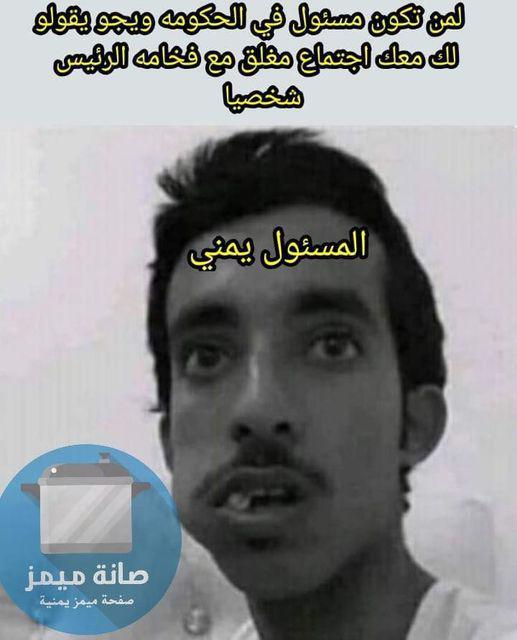 لمن تكون مسئول في الحكومه ويجو يقولو
لك معك اجتماع مغلق مع فخامه الرئيس
شخصيا
المسئول يمني
صانة ميمز
صفحة ميمز يمنية